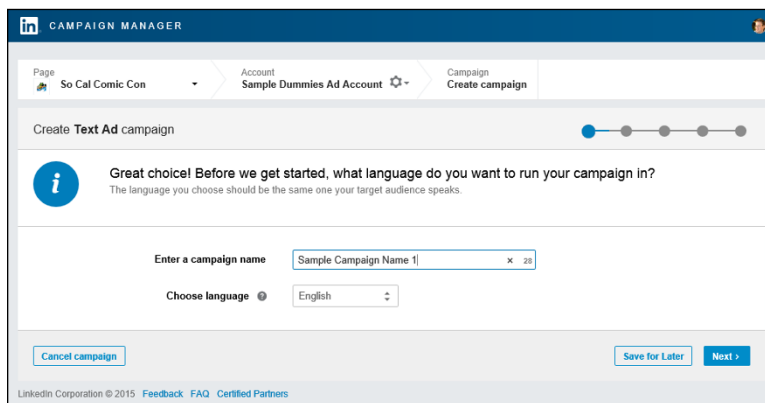 in CAMPAIGN MANAGER
Page Account Campaign
So Cal Comic Con Sample Dummies Ad Account Create campaign
Create Text Ad campaign
i Great choice! Before we get started, what language do you want to run your campaign in?
The language you choose should be the same one your target audience speaks.
Enter a campaign name Sample Campaign Name 1 × 28
Choose language ? English
Cancel campaign Save for Later Next ›
LinkedIn Corporation © 2015 Feedback FAQ Certified Partners